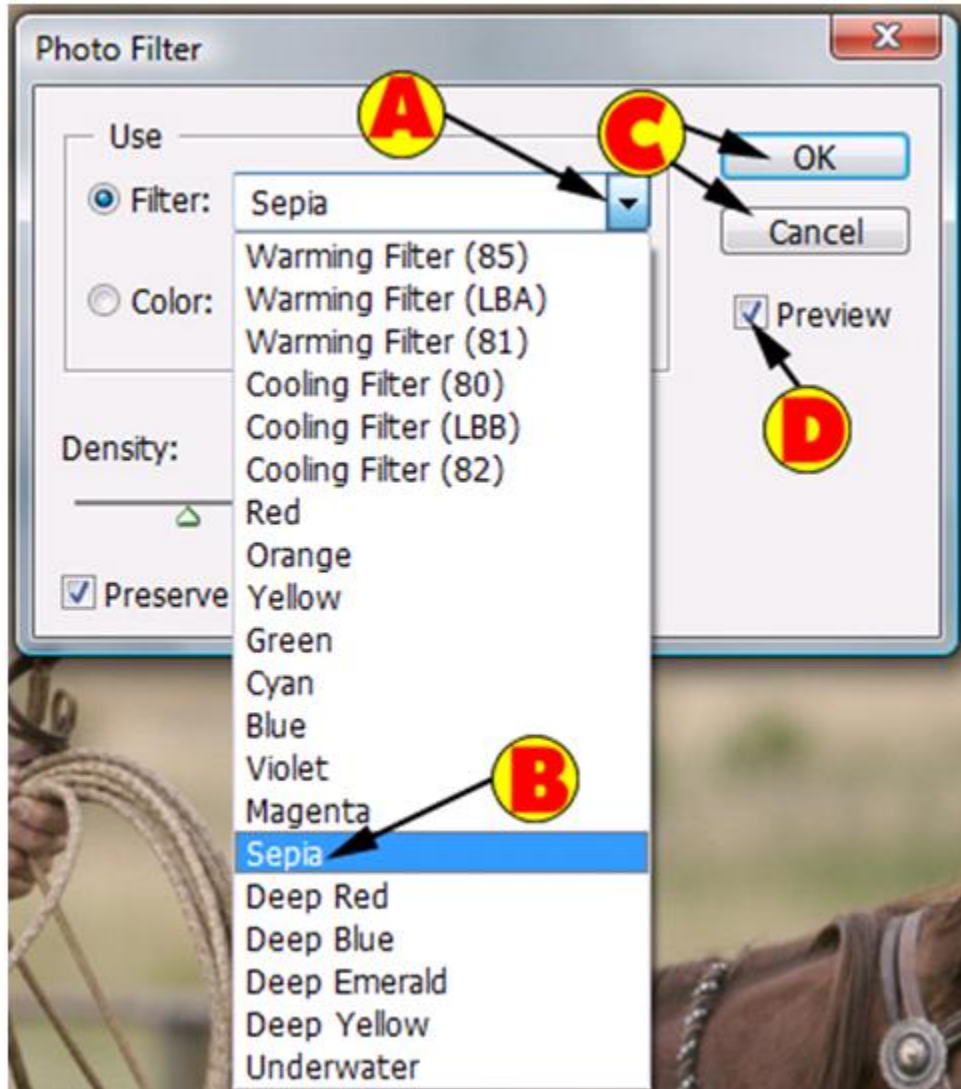 Photo Filter
Use
A
C
OK
Filter:
Sepia
Cancel
Warming Filter (85)
Warming Filter (LBA)
Color:
Preview
Warming Filter (81)
Cooling Filter (80)
Cooling Filter (LBB)
D
Density:
Cooling Filter (82)
Red
Orange
Preserve
Yellow
Green
Cyan
Blue
Violet
B
Magenta
Sepia
Deep Red
Deep Blue
Deep Emerald
Deep Yellow
Underwater